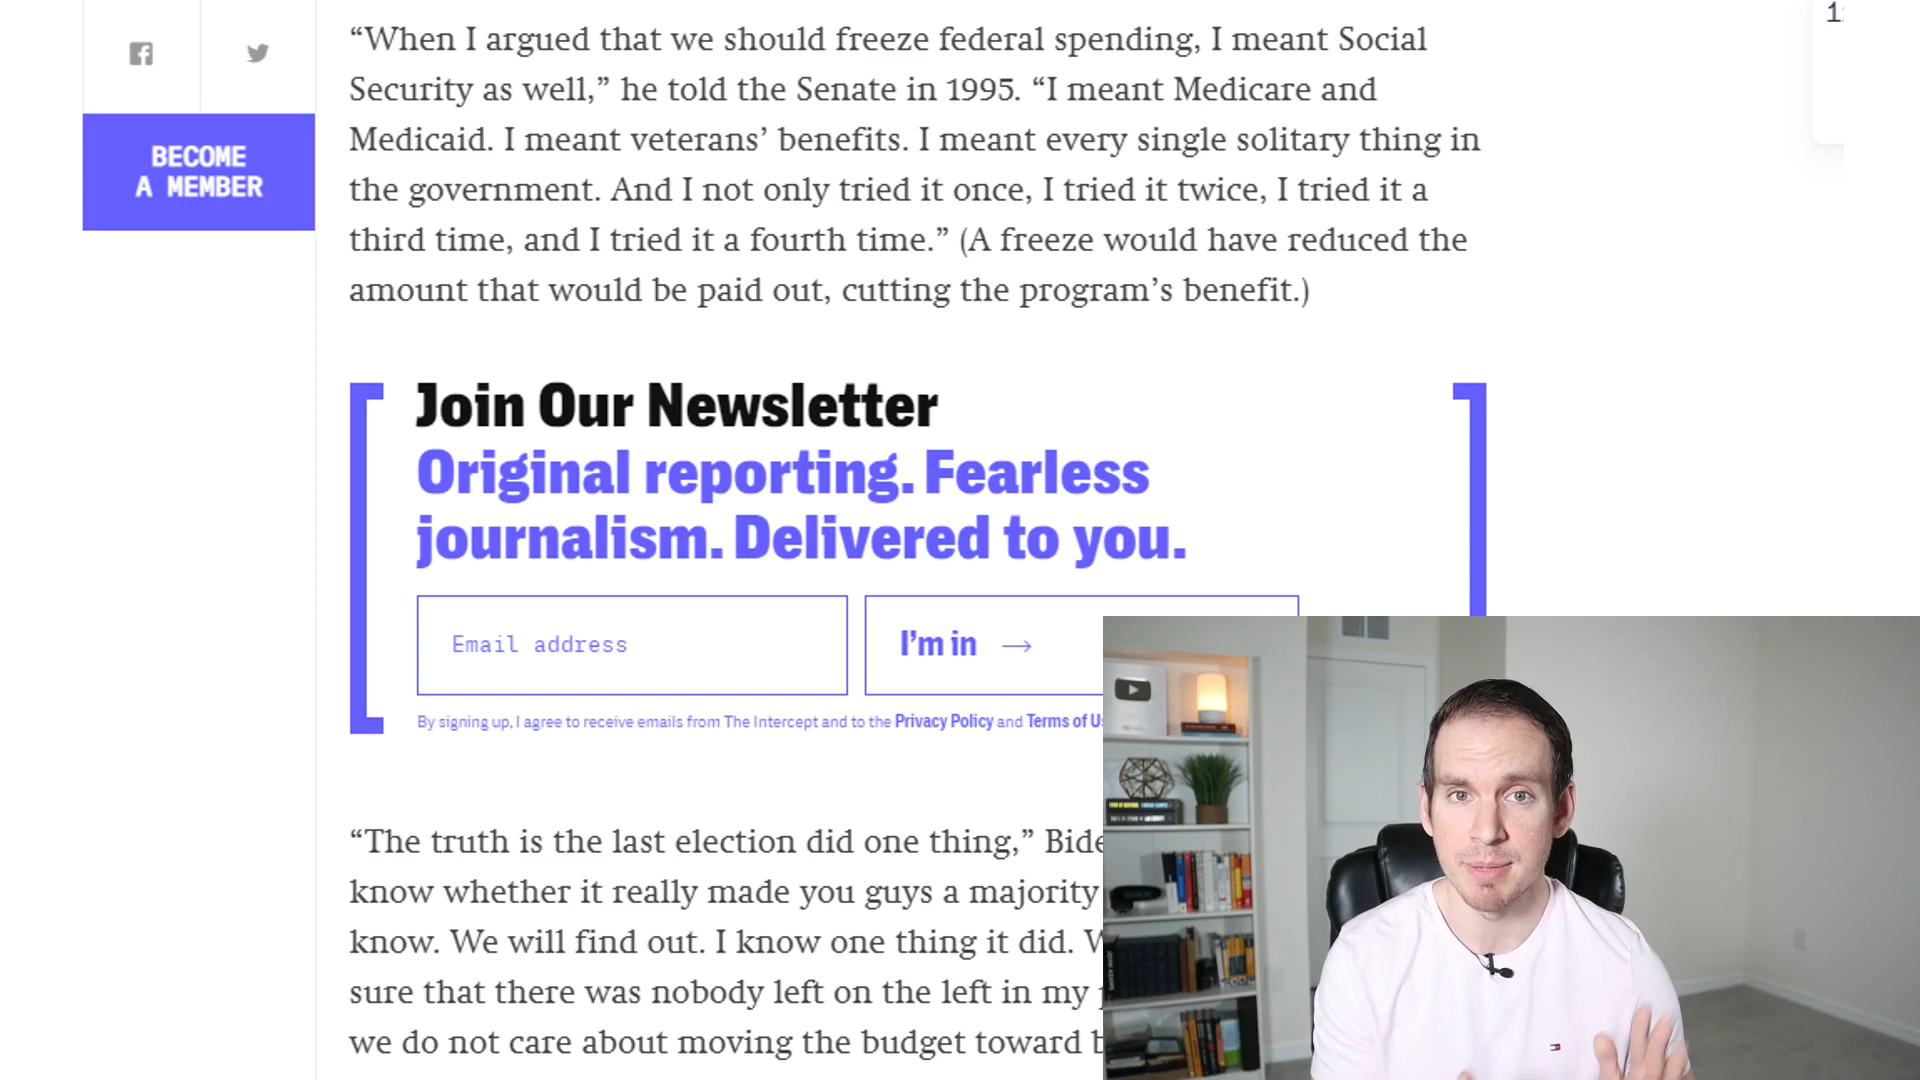 “When I argued that we should freeze federal spending, I meant Social
Security as well,” he told the Senate in 1995. “I meant Medicare and
Medicaid. I meant veterans’ benefits. I meant every single solitary thing in
the government. And I not only tried it once, I tried it twice, I tried it a
third time, and I tried it a fourth time.” (A freeze would have reduced the
amount that would be paid out, cutting the program’s benefit.)
BECOME
A MEMBER
Join Our Newsletter
Original reporting. Fearless
journalism. Delivered to you.
Email address
I’m in →
By signing up, I agree to receive emails from The Intercept and to the Privacy Policy and Terms of
“The truth is the last election did one thing,”
know whether it really made you guys a majority
know. We will find out. I know one thing it did.
sure that there was nobody left on the left in my
we do not care about moving the budget toward